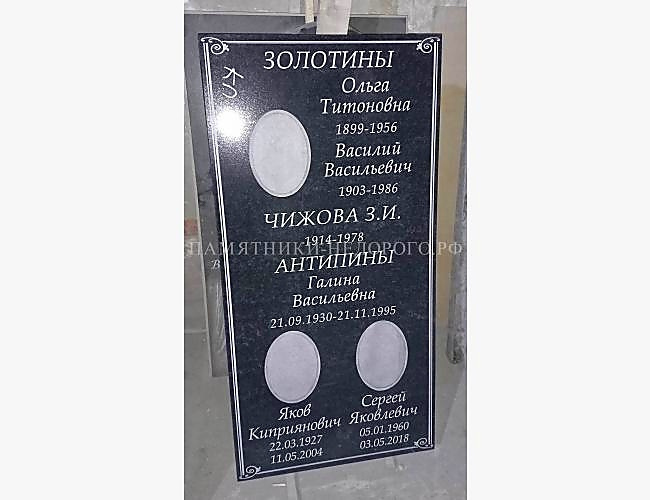 ЗОЛОТИНЫ
Ольга
Титоновна
1899-1956
Василий
Васильевич
1903-1986
ЧИЖОВА З.И.
1914-1978
ПАМЯТНИКИ-НЕДОРОГО.РФ
АНТИПИНЫ
Галина
Васильевна
21.09.1930-21.11.1995
Яков
Киприянович
22.03.1927
11.05.2004
Сергей
Яковлевич
05.01.1960
03.05.2018